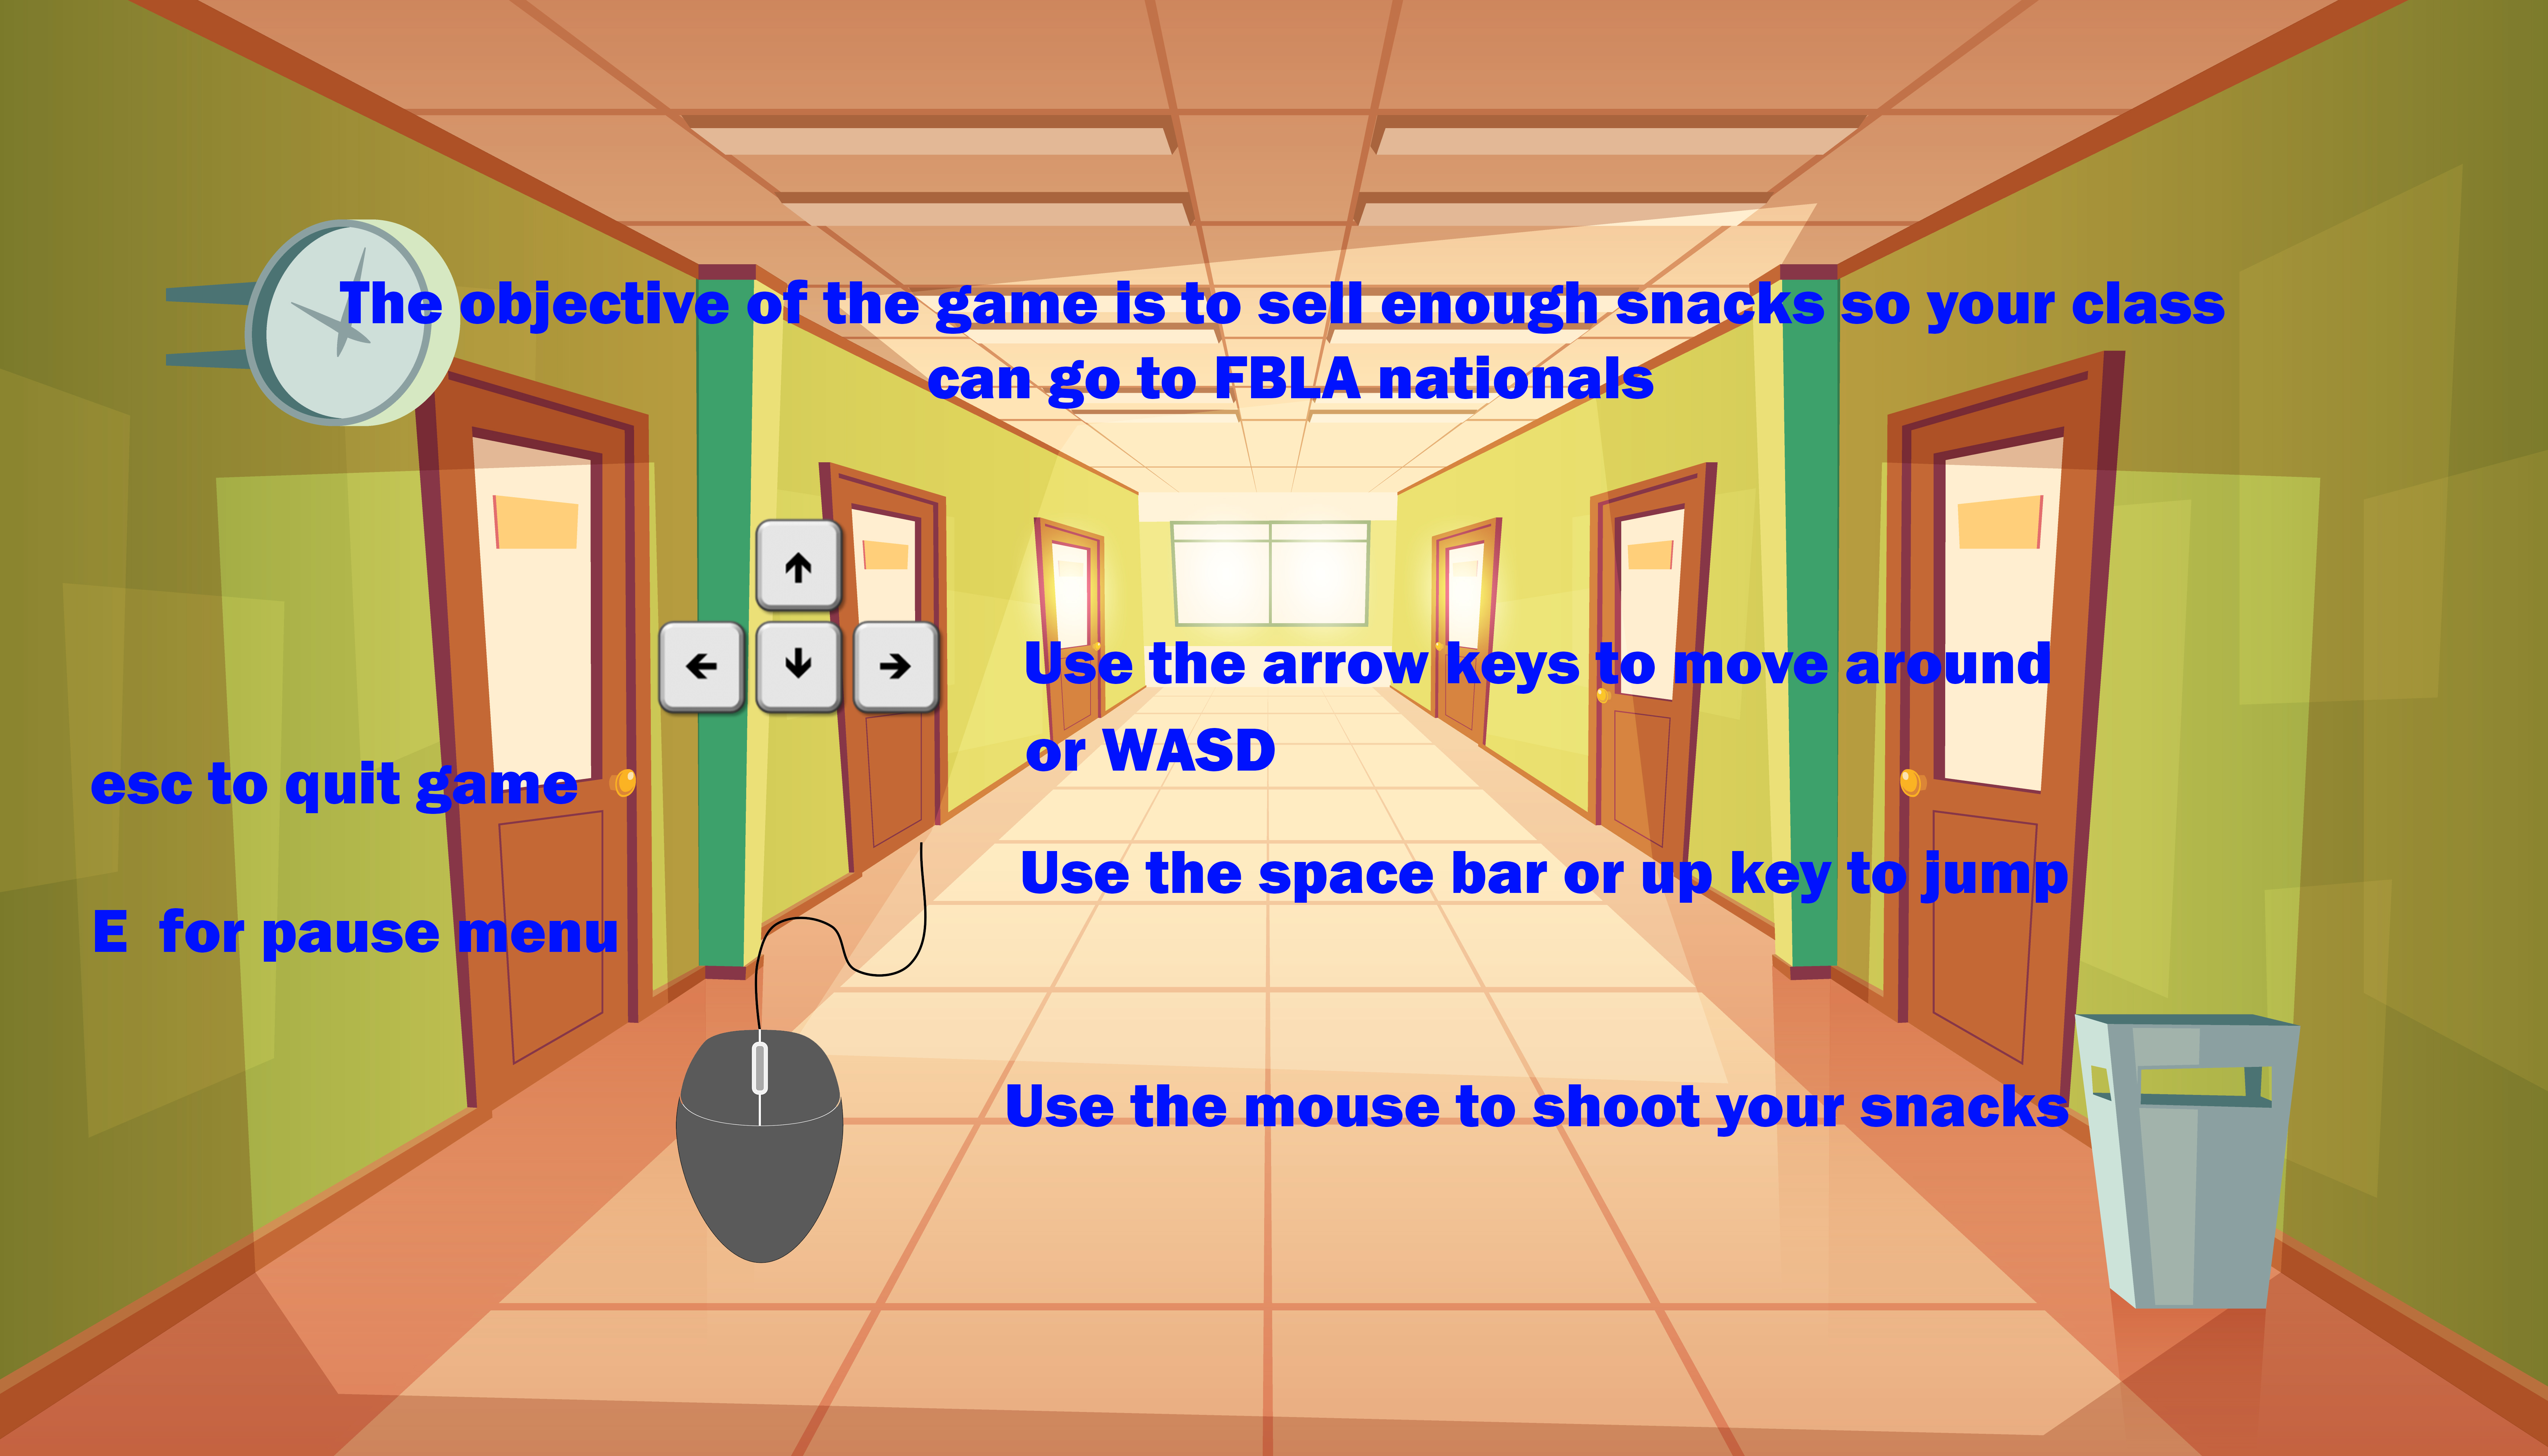 The objective of the game is to sell enough snacks so your class
can go to FBLA nationals
Use the arrow keys to move around
or WASD
esc to quit game
Use the space bar or up key to jump
E  for pause menu
Use the mouse to shoot your snacks